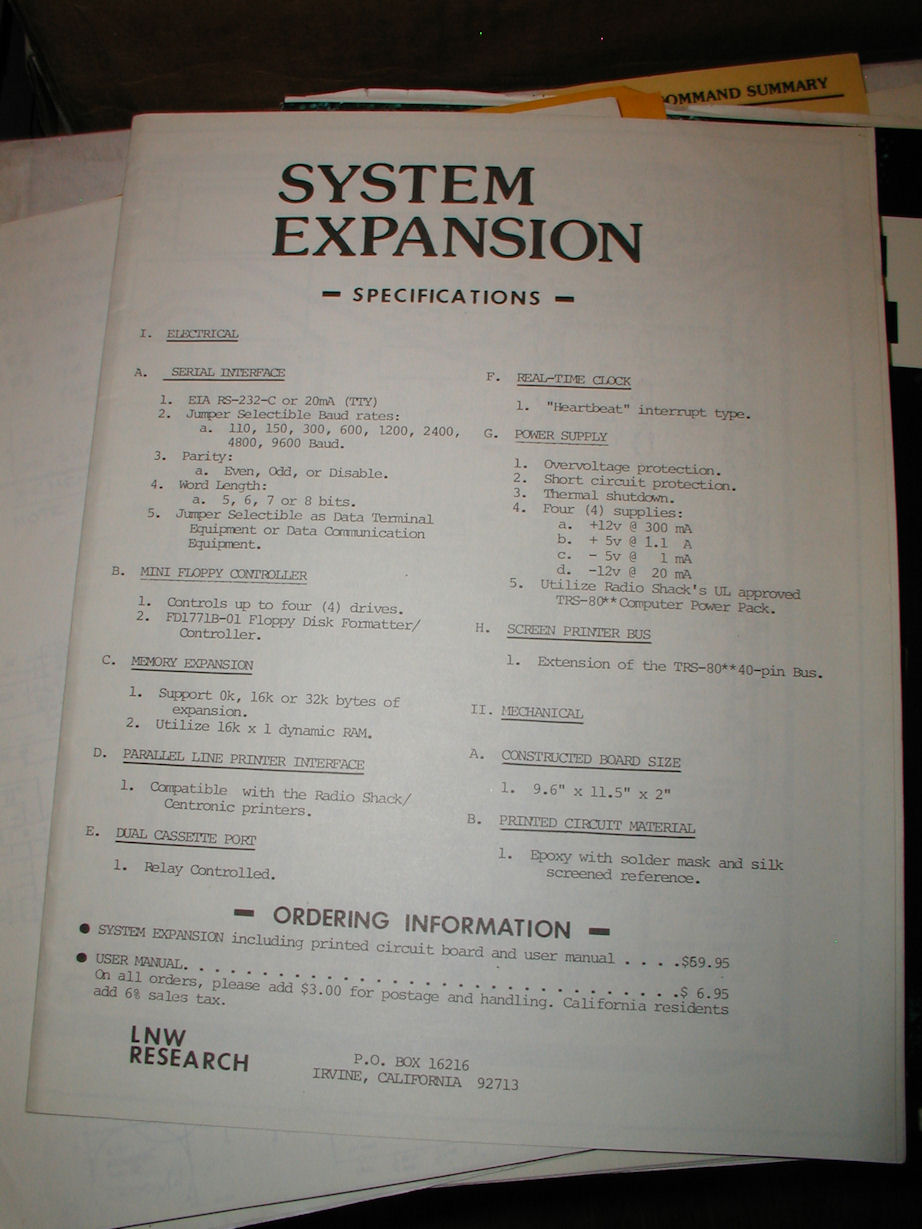 OMMAND SUMMARY
SYSTEM
EXPANSION
– SPECIFICATIONS –
I. ELECTRICAL
A. SERIAL INTERFACE
1. EIA RS-232-C or 20mA (TTY)
2. Jumper Selectible Baud rates:
a. 110, 150, 300, 600, 1200, 2400,
4800, 9600 Baud.
3. Parity:
a. Even, Odd, or Disable.
4. Word Length:
a. 5, 6, 7 or 8 bits.
5. Jumper Selectible as Data Terminal
Equipment or Data Communication
Equipment.
B. MINI FLOPPY CONTROLLER
1. Controls up to four (4) drives.
2. FD1771B-01 Floppy Disk Formatter/
Controller.
C. MEMORY EXPANSION
1. Support 0k, 16k or 32k bytes of
expansion.
2. Utilize 16k x 1 dynamic RAM.
D. PARALLEL LINE PRINTER INTERFACE
1. Compatible with the Radio Shack/
Centronic printers.
E. DUAL CASSETTE PORT
1. Relay Controlled.
F. REAL-TIME CLOCK
1. "Heartbeat" interrupt type.
G. POWER SUPPLY
1. Overvoltage protection.
2. Short circuit protection.
3. Thermal shutdown.
4. Four (4) supplies:
a. +12v @ 300 mA
b. + 5v @ 1.1 A
c. - 5v @ 1 mA
d. -12v @ 20 mA
5. Utilize Radio Shack's UL approved
TRS-80** Computer Power Pack.
H. SCREEN PRINTER BUS
1. Extension of the TRS-80**40-pin Bus.
II. MECHANICAL
A. CONSTRUCTED BOARD SIZE
1. 9.6" x 11.5" x 2"
B. PRINTED CIRCUIT MATERIAL
1. Epoxy with solder mask and silk
screened reference.
– ORDERING INFORMATION –
● SYSTEM EXPANSION including printed circuit board and user manual . . . .$69.95
● USER MANUAL. . . . . . . . . . . . . . . . . . . . . . . . . . . . . . . .$ 6.95
On all orders, please add $3.00 for postage and handling. California residents
add 6% sales tax.
LNW
RESEARCH
P.O. BOX 16216
IRVINE, CALIFORNIA 92713